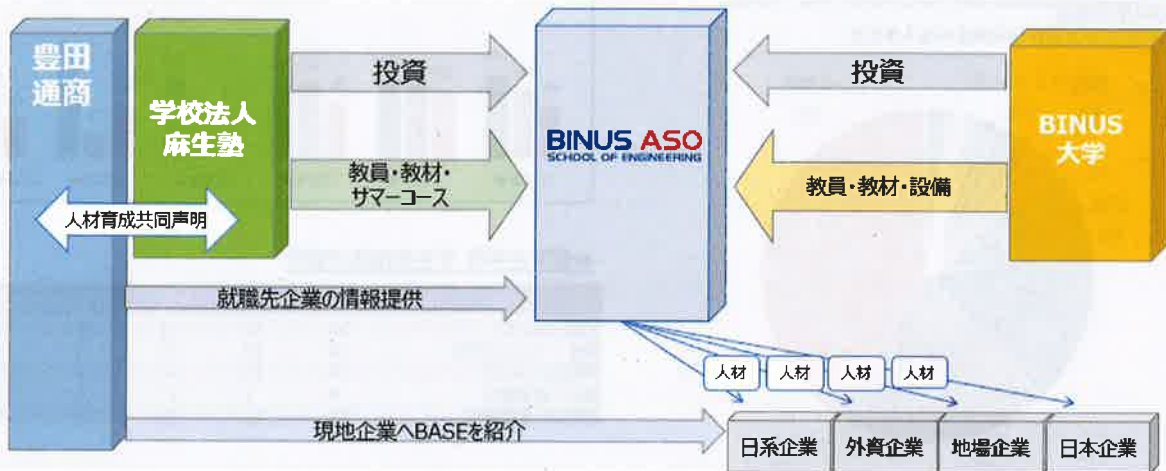 豊田
通商
学校法人
麻生塾
人材育成共同声明
投資
教員・教材・
サマーコース
就職先企業の情報提供
現地企業へBASEを紹介
BINUS ASO
SCHOOL OF ENGINEERING
投資
教員・教材・設備
BINUS
大学
人材
人材
人材
人材
日系企業
外資企業
地場企業
日本企業